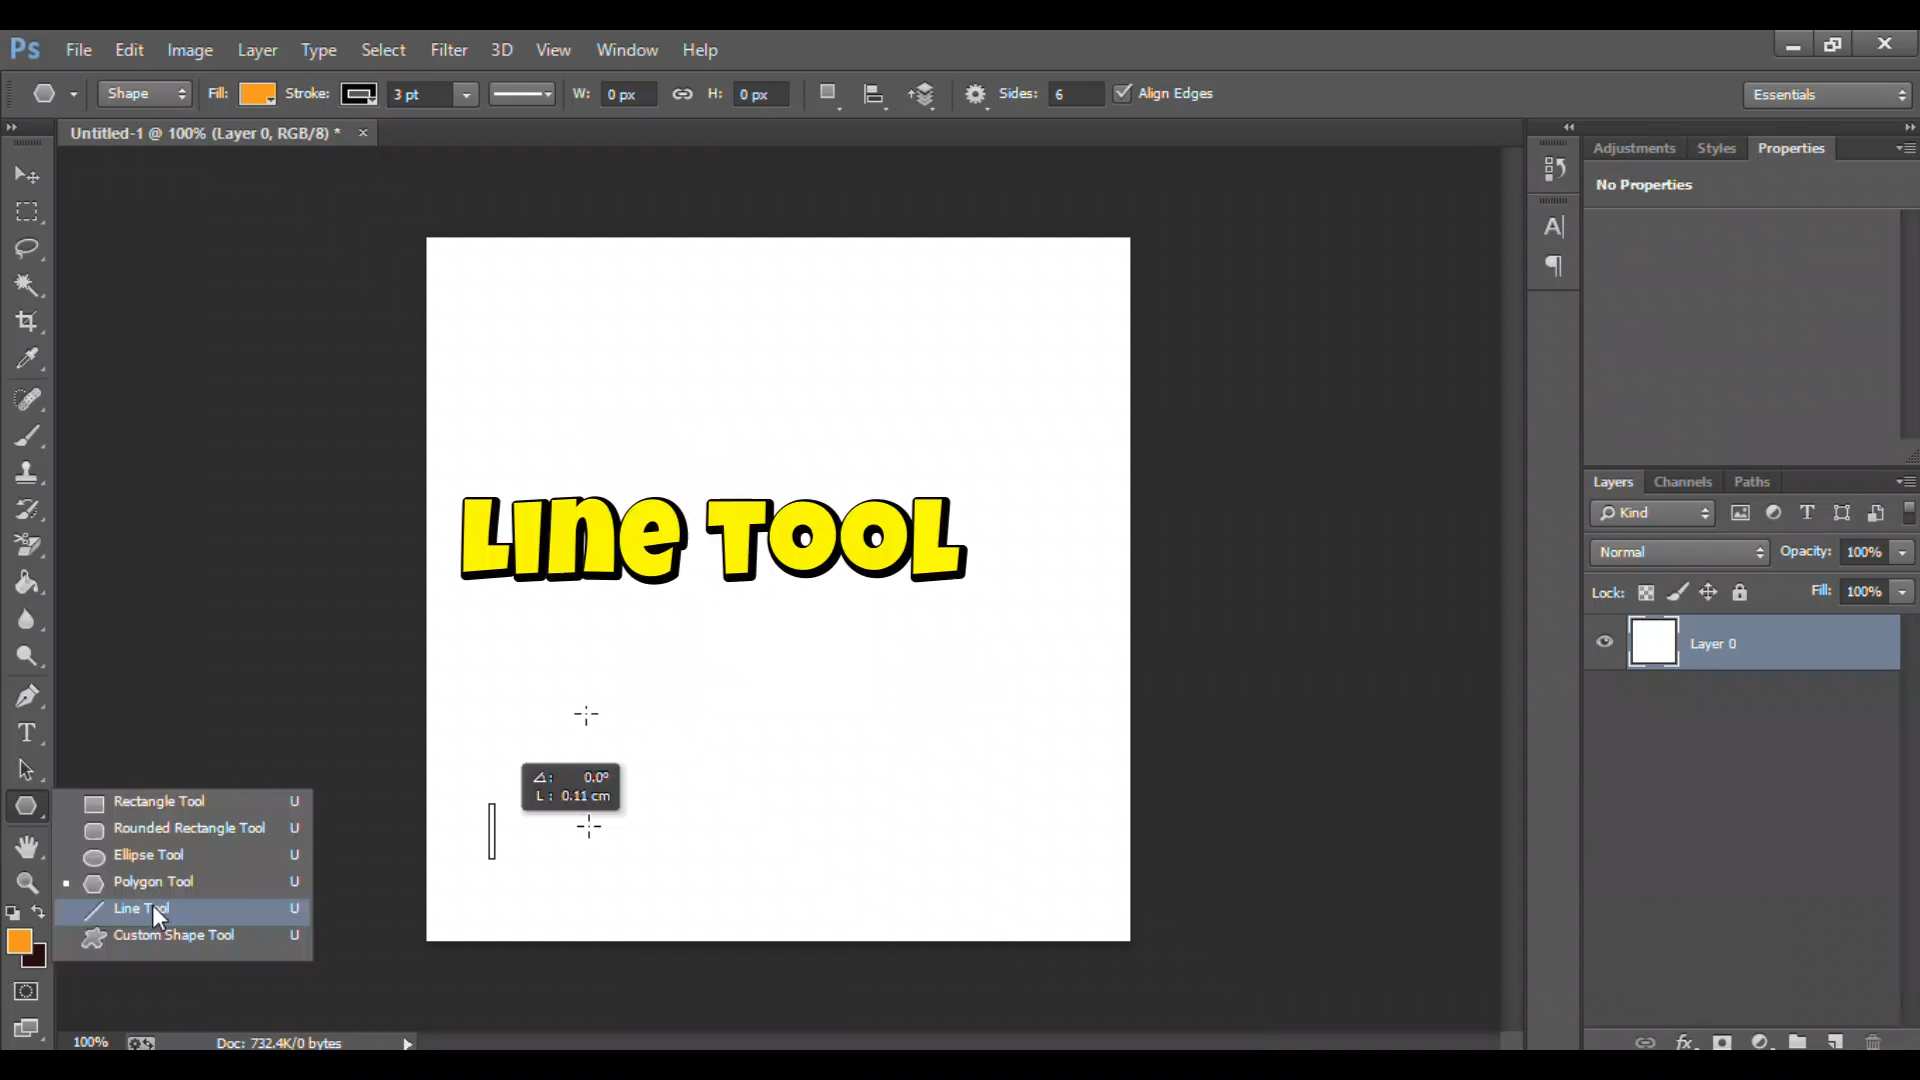 Ps File Edit Image Layer Type Select Filter 3D View Window Help
Shape Fill: Stroke: 3 pt W: 0 px H: 0 px Sides: 6 Align Edges Essentials
Untitled-1 @ 100% (Layer 0, RGB/8) *
Adjustments Styles Properties
No Properties
Line Tool
∠: 0.0°
L : 0.11 cm
Rectangle Tool U
Rounded Rectangle Tool U
Ellipse Tool U
Polygon Tool U
Line Tool U
Custom Shape Tool U
Layers Channels Paths
Kind
Normal Opacity: 100%
Lock: Fill: 100%
Layer 0
100% Doc: 732.4K/0 bytes